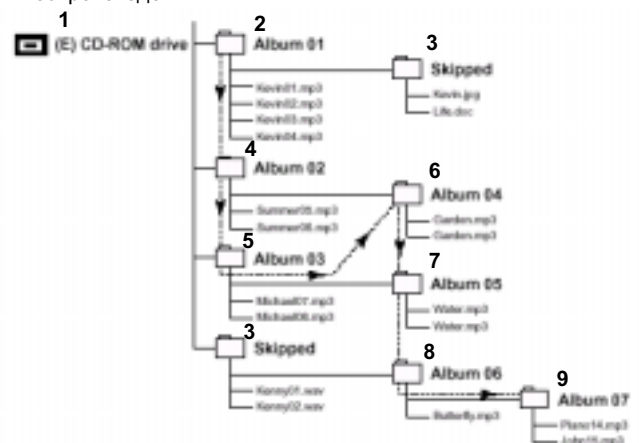 1
(E) CD-ROM drive
2
Album 01
Kevin01.mp3
Kevin02.mp3
Kevin03.mp3
Kevin04.mp3
3
Skipped
Kevin.jpg
Life.doc
4
Album 02
Summer05.mp3
Summer06.mp3
6
Album 04
Garden.mp3
Garden.mp3
5
Album 03
Michael07.mp3
Michael08.mp3
7
Album 05
Water.mp3
Water.mp3
3
Skipped
Kenny01.wav
Kenny02.wav
8
Album 06
Butterfly.mp3
9
Album 07
Piano14.mp3
John15.mp3